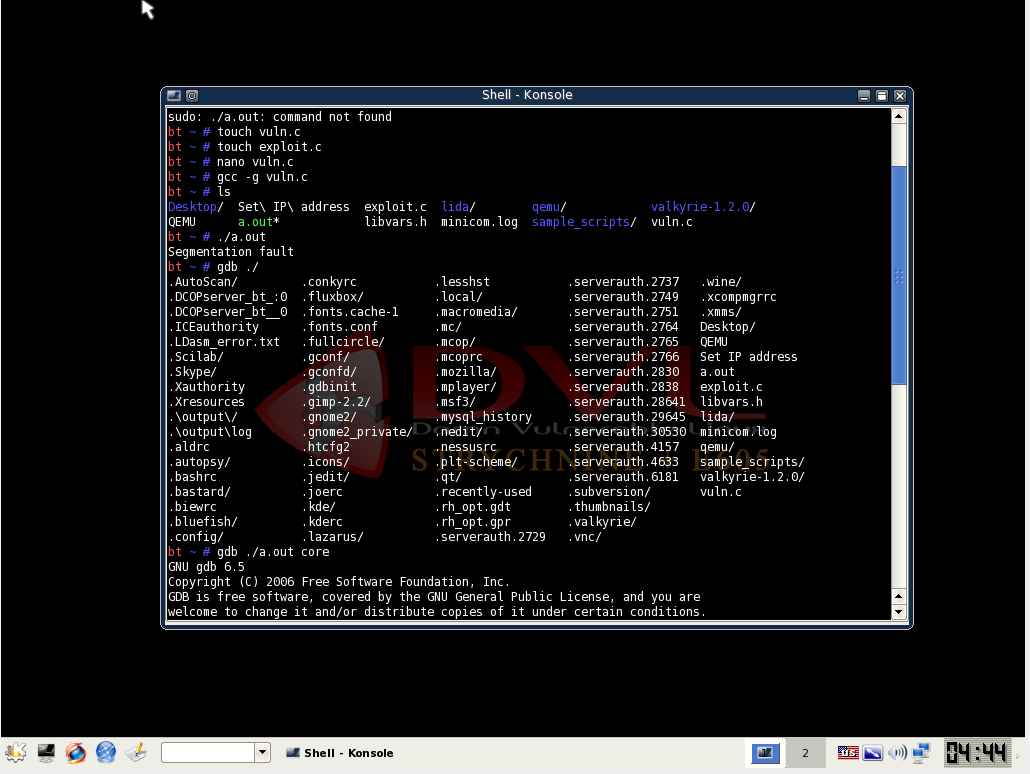 Shell - Konsole
sudo: ./a.out: command not found
bt ~ # touch vuln.c
bt ~ # touch exploit.c
bt ~ # nano vuln.c
bt ~ # gcc -g vuln.c
bt ~ # ls
Desktop/  Set\ IP\ address  exploit.c  lida/  qemu/  valkyrie-1.2.0/
QEMU  a.out*  libvars.h  minicom.log  sample_scripts/  vuln.c
bt ~ # ./a.out
Segmentation fault
bt ~ # gdb ./
.AutoScan/  .conkyrc  .lesshst  .serverauth.2737  .wine/
.DCOPserver_bt_:0  .fluxbox/  .local/  .serverauth.2749  .xcompmgrrc
.DCOPserver_bt__0  .fonts.cache-1  .macromedia/  .serverauth.2751  .xmms/
.ICEauthority  .fonts.conf  .mc/  .serverauth.2764  Desktop/
.LDasm_error.txt  .fullcircle/  .mcop/  .serverauth.2765  QEMU
.Scilab/  .gconf/  .mcoprc  .serverauth.2766  Set IP address
.Skype/  .gconfd/  .mozilla/  .serverauth.2830  a.out
.Xauthority  .gdbinit  .mplayer/  .serverauth.2838  exploit.c
.Xresources  .gimp-2.2/  .msf3/  .serverauth.28641  libvars.h
.\output\/  .gnome2/  .mysql_history  .serverauth.29645  lida/
.\output\log  .gnome2_private/  .nedit/  .serverauth.30530  minicom.log
.aldrc  .htcfg2  .nessusrc  .serverauth.4157  qemu/
.autopsy/  .icons/  .plt-scheme/  .serverauth.4633  sample_scripts/
.bashrc  .jedit/  .qt/  .serverauth.6181  valkyrie-1.2.0/
.bastard/  .joerc  .recently-used  .subversion/  vuln.c
.biewrc  .kde/  .rh_opt.gdt  .thumbnails/
.bluefish/  .kderc  .rh_opt.gpr  .valkyrie/
.config/  .lazarus/  .serverauth.2729  .vnc/
bt ~ # gdb ./a.out core
GNU gdb 6.5
Copyright (C) 2006 Free Software Foundation, Inc.
GDB is free software, covered by the GNU General Public License, and you are
welcome to change it and/or distribute copies of it under certain conditions.
DVL
STRYCHNINE E605
Shell - Konsole
2
US
04:44